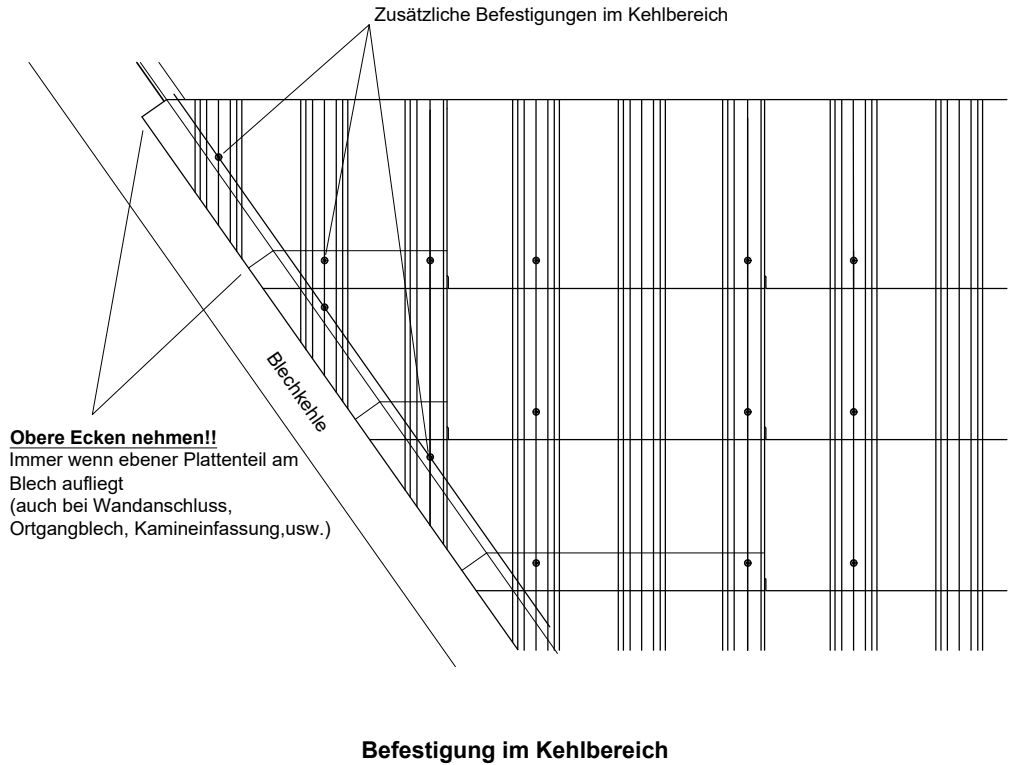 Zusätzliche Befestigungen im Kehlbereich
Blechkehle
Obere Ecken nehmen!!
Immer wenn ebener Plattenteil am
Blech aufliegt
(auch bei Wandanschluss,
Ortgangblech, Kamineinfassung,usw.)
Befestigung im Kehlbereich